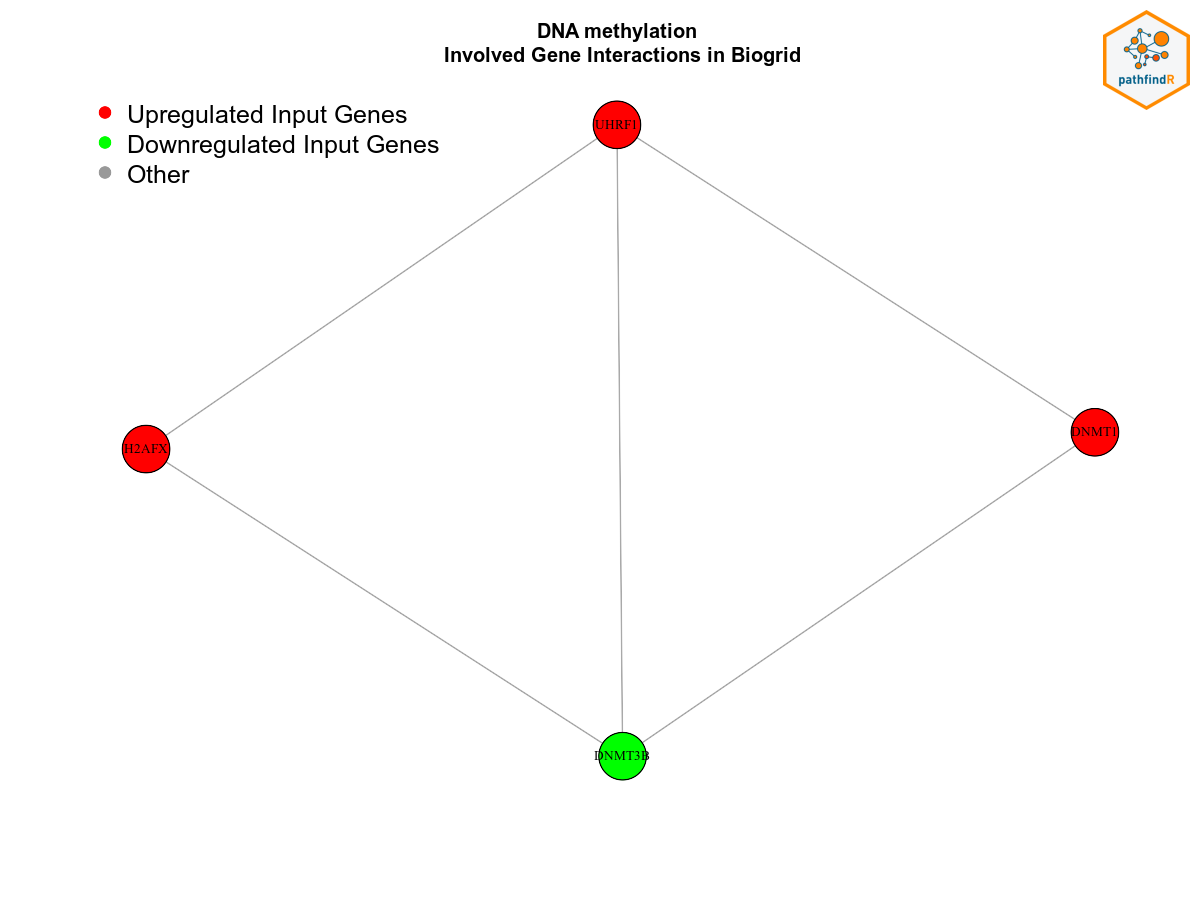 DNA methylation
Involved Gene Interactions in Biogrid
pathfindR
Upregulated Input Genes
Downregulated Input Genes
Other
UHRF1
H2AFX
DNMT1
DNMT3B